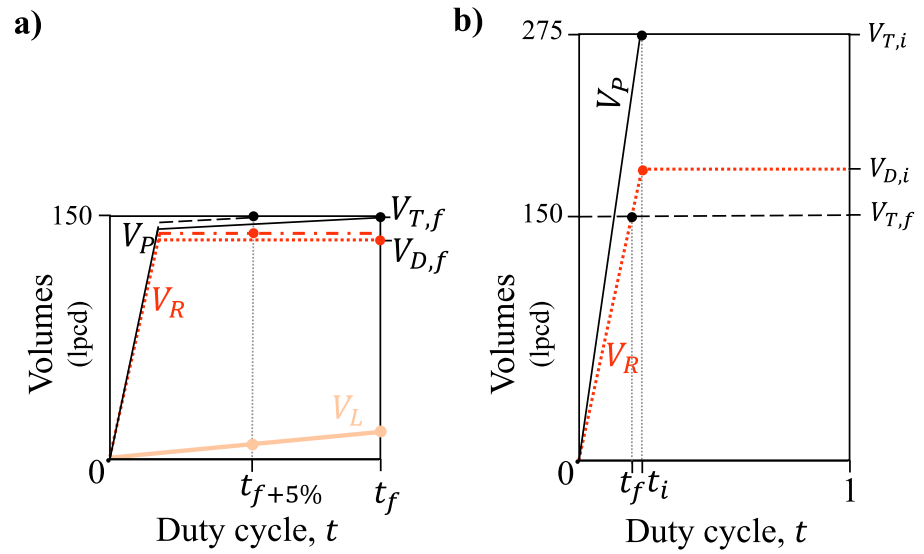 a)
150
V_P
V_R
V_L
V_{T,f}
V_{D,f}
Volumes
(lpcd)
0
t_{f+5%}
t_f
Duty cycle, t
b)
275
150
V_P
V_R
V_{T,i}
V_{D,i}
V_{T,f}
Volumes
(lpcd)
0
t_f t_i
1
Duty cycle, t